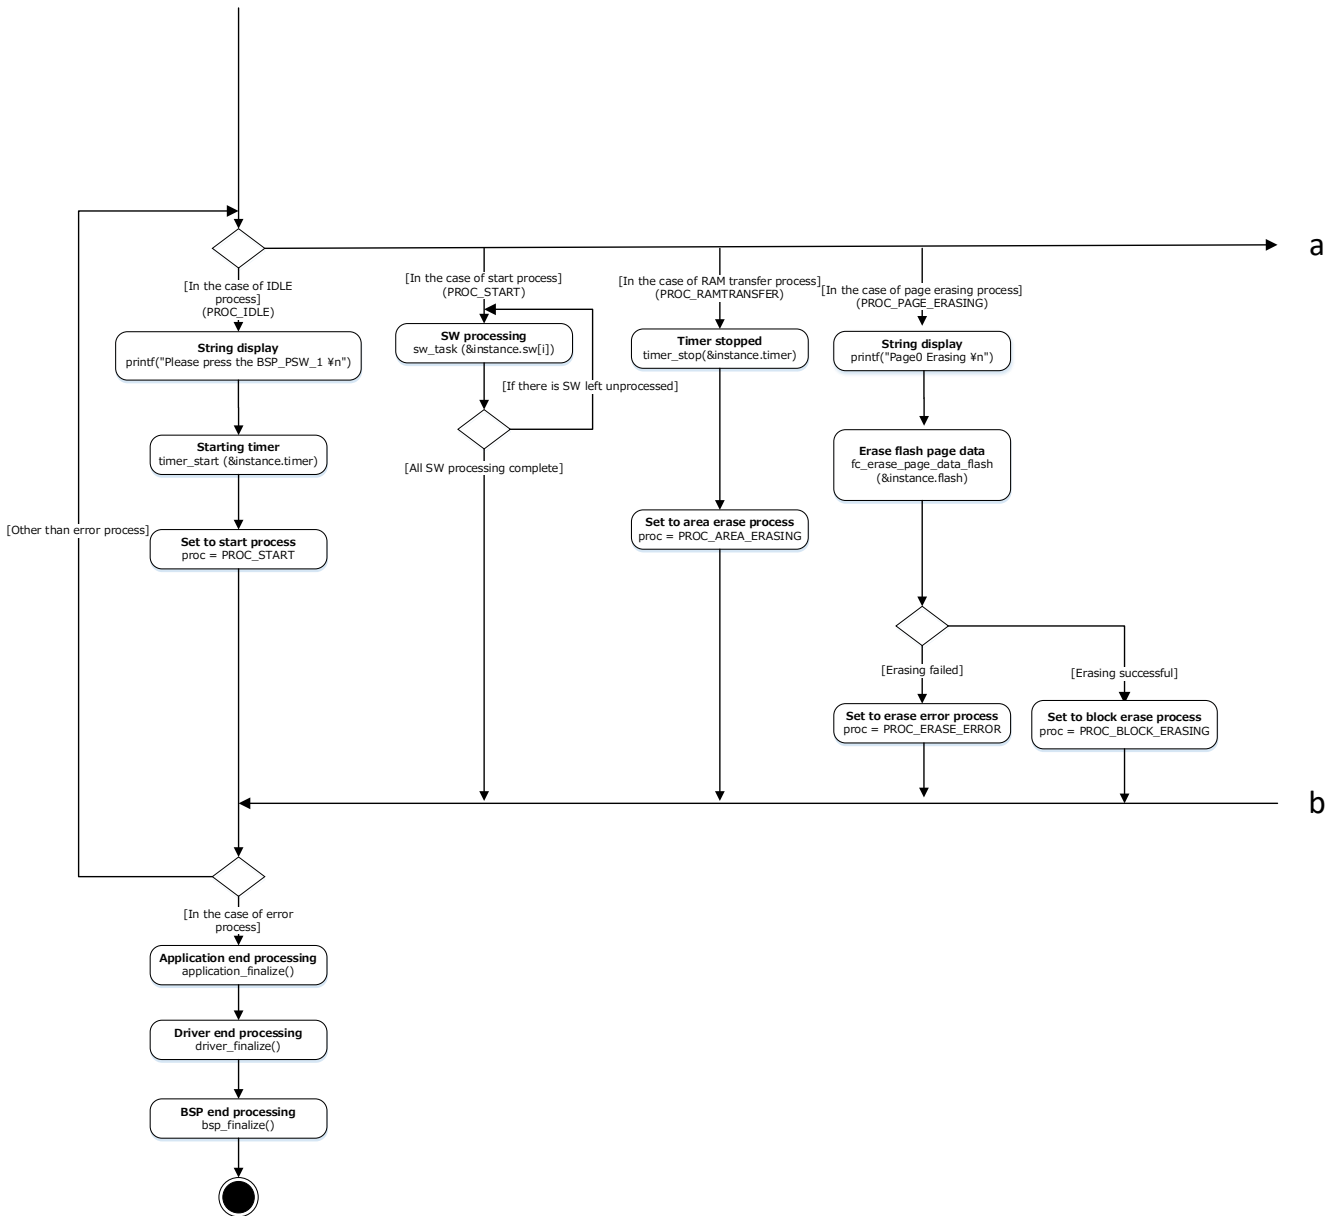 a
[In the case of IDLE
process]
(PROC_IDLE)
[In the case of start process]
(PROC_START)
[In the case of RAM transfer process]
(PROC_RAMTRANSFER)
[In the case of page erasing process]
(PROC_PAGE_ERASING)
String display
printf("Please press the BSP_PSW_1 ¥n")
SW processing
sw_task (&instance.sw[i])
Timer stopped
timer_stop(&instance.timer)
String display
printf("Page0 Erasing ¥n")
[If there is SW left unprocessed]
Starting timer
timer_start (&instance.timer)
[All SW processing complete]
Erase flash page data
fc_erase_page_data_flash
(&instance.flash)
[Other than error process]
Set to start process
proc = PROC_START
Set to area erase process
proc = PROC_AREA_ERASING
[Erasing failed]
[Erasing successful]
Set to erase error process
proc = PROC_ERASE_ERROR
Set to block erase process
proc = PROC_BLOCK_ERASING
b
[In the case of error
process]
Application end processing
application_finalize()
Driver end processing
driver_finalize()
BSP end processing
bsp_finalize()